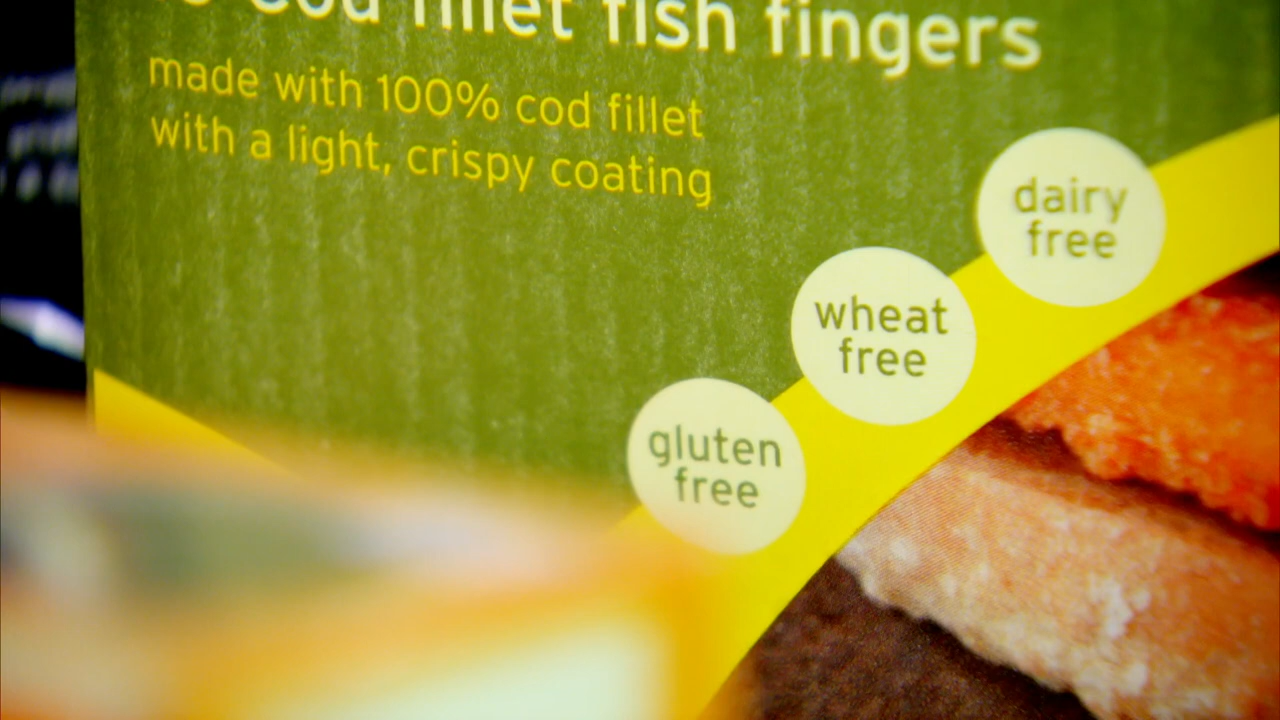 cod fillet fish fingers
made with 100% cod fillet
with a light, crispy coating
dairy
free
wheat
free
gluten
free